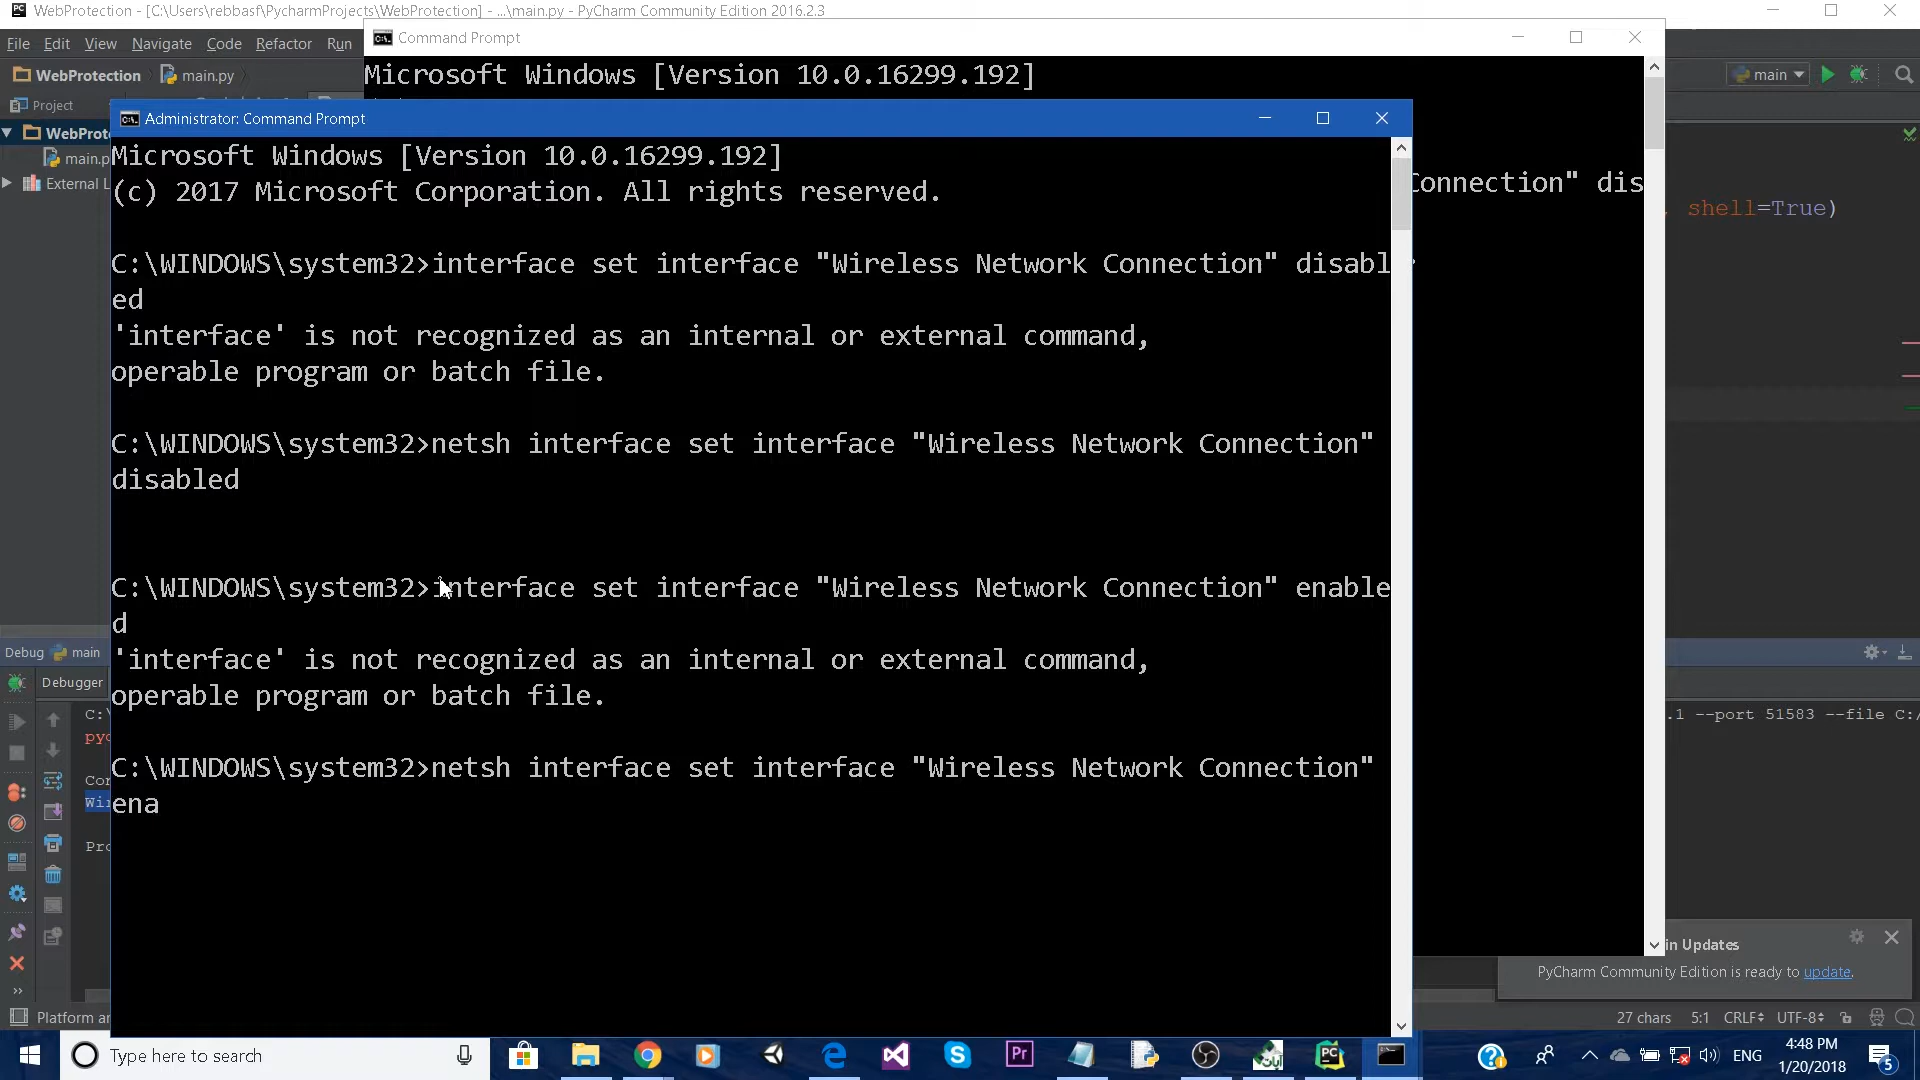 WebProtection - [C:\Users\rebbasf\PycharmProjects\WebProtection] - ...\main.py - PyCharm Community Edition 2016.2.3
File Edit View Navigate Code Refactor Run
Command Prompt
WebProtection main.py
Microsoft Windows [Version 10.0.16299.192]
main
Project
Administrator: Command Prompt
WebProte
main.p
External L
Microsoft Windows [Version 10.0.16299.192]
(c) 2017 Microsoft Corporation. All rights reserved.
Connection" dis
shell=True)
C:\WINDOWS\system32>interface set interface "Wireless Network Connection" disabl
ed
'interface' is not recognized as an internal or external command,
operable program or batch file.
C:\WINDOWS\system32>netsh interface set interface "Wireless Network Connection"
disabled
C:\WINDOWS\system32>interface set interface "Wireless Network Connection" enable
d
'interface' is not recognized as an internal or external command,
operable program or batch file.
C:\WINDOWS\system32>netsh interface set interface "Wireless Network Connection"
ena
Debug main
Debugger
C:\
.1 --port 51583 --file C:/
pyd
Con
Wir
Pro
in Updates
PyCharm Community Edition is ready to update.
Platform an
27 chars 5:1 CRLF UTF-8
Type here to search
ENG
4:48 PM
1/20/2018
5